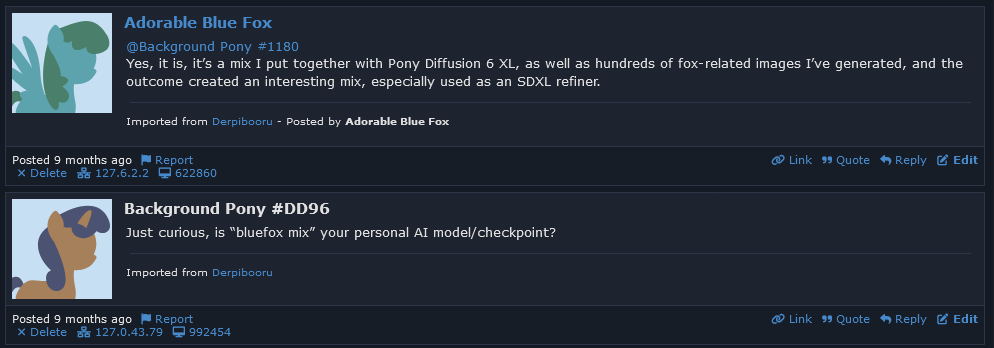 Adorable Blue Fox
@Background Pony #1180
Yes, it is, it’s a mix I put together with Pony Diffusion 6 XL, as well as hundreds of fox-related images I’ve generated, and the
outcome created an interesting mix, especially used as an SDXL refiner.
Imported from Derpibooru - Posted by Adorable Blue Fox
Posted 9 months ago Report Link Quote Reply Edit
Delete 127.6.2.2 622860
Background Pony #DD96
Just curious, is “bluefox mix” your personal AI model/checkpoint?
Imported from Derpibooru
Posted 9 months ago Report Link Quote Reply Edit
Delete 127.0.43.79 992454